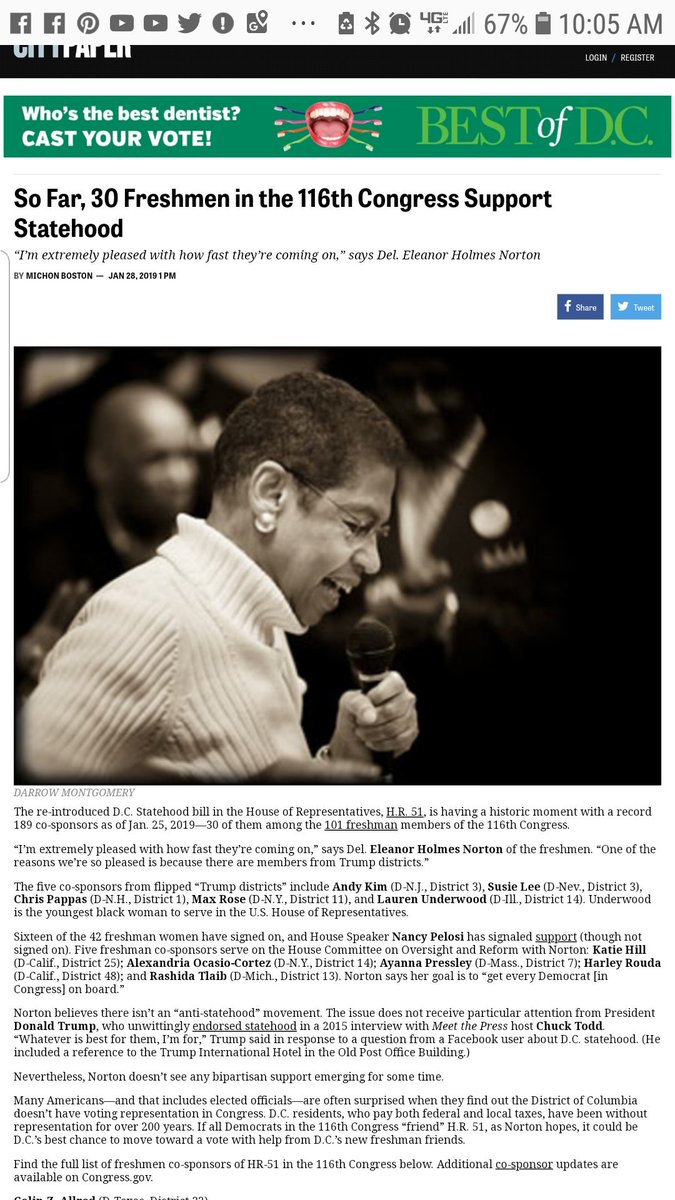 67% 10:05 AM
CITYPAPER
LOGIN / REGISTER
Who's the best dentist?
CAST YOUR VOTE!
BEST of D.C.
So Far, 30 Freshmen in the 116th Congress Support
Statehood
“I’m extremely pleased with how fast they’re coming on,” says Del. Eleanor Holmes Norton
BY MICHON BOSTON — JAN 28, 2019 1 PM
Share
Tweet
DARROW MONTGOMERY
The re-introduced D.C. Statehood bill in the House of Representatives, H.R. 51, is having a historic moment with a record
189 co-sponsors as of Jan. 25, 2019—30 of them among the 101 freshman members of the 116th Congress.
“I’m extremely pleased with how fast they’re coming on,” says Del. Eleanor Holmes Norton of the freshmen. “One of the
reasons we’re so pleased is because there are members from Trump districts.”
The five co-sponsors from flipped “Trump districts” include Andy Kim (D-N.J., District 3), Susie Lee (D-Nev., District 3),
Chris Pappas (D-N.H., District 1), Max Rose (D-N.Y., District 11), and Lauren Underwood (D-Ill., District 14). Underwood
is the youngest black woman to serve in the U.S. House of Representatives.
Sixteen of the 42 freshman women have signed on, and House Speaker Nancy Pelosi has signaled support (though not
signed on). Five freshman co-sponsors serve on the House Committee on Oversight and Reform with Norton: Katie Hill
(D-Calif., District 25); Alexandria Ocasio-Cortez (D-N.Y., District 14); Ayanna Pressley (D-Mass., District 7); Harley Rouda
(D-Calif., District 48); and Rashida Tlaib (D-Mich., District 13). Norton says her goal is to “get every Democrat [in
Congress] on board.”
Norton believes there isn’t an “anti-statehood” movement. The issue does not receive particular attention from President
Donald Trump, who unwittingly endorsed statehood in a 2015 interview with Meet the Press host Chuck Todd.
“Whatever is best for them, I’m for,” Trump said in response to a question from a Facebook user about D.C. statehood. (He
included a reference to the Trump International Hotel in the Old Post Office Building.)
Nevertheless, Norton doesn’t see any bipartisan support emerging for some time.
Many Americans—and that includes elected officials—are often surprised when they find out the District of Columbia
doesn’t have voting representation in Congress. D.C. residents, who pay both federal and local taxes, have been without
representation for over 200 years. If all Democrats in the 116th Congress “friend” H.R. 51, as Norton hopes, it could be
D.C.’s best chance to move toward a vote with help from D.C.’s new freshman friends.
Find the full list of freshmen co-sponsors of HR-51 in the 116th Congress below. Additional co-sponsor updates are
available on Congress.gov.